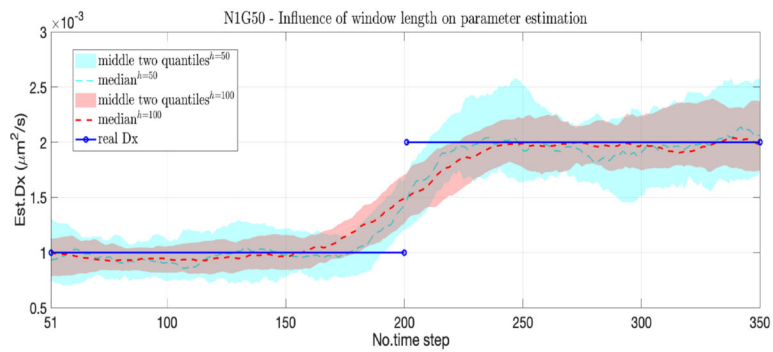 N1G50 - Influence of window length on parameter estimation
×10⁻³
3
2.5
2
1.5
1
0.5
Est.Dx (μm²/s)
middle two quantiles^{h=50}
median^{h=50}
middle two quantiles^{h=100}
median^{h=100}
real Dx
51 100 150 200 250 300 350
No.time step